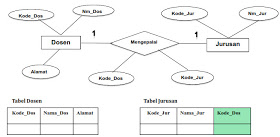 Kode_Dos
Nm_Dos
Kode_Jur
Nm_Jur
Dosen
1
Mengepalai
1
Jurusan
Alamat
Kode_Dos
Kode_Jur
Tabel Dosen
Kode_Dos Nama_Dos Alamat
Tabel Jurusan
Kode_Jur Nama_Jur Kode_Dos